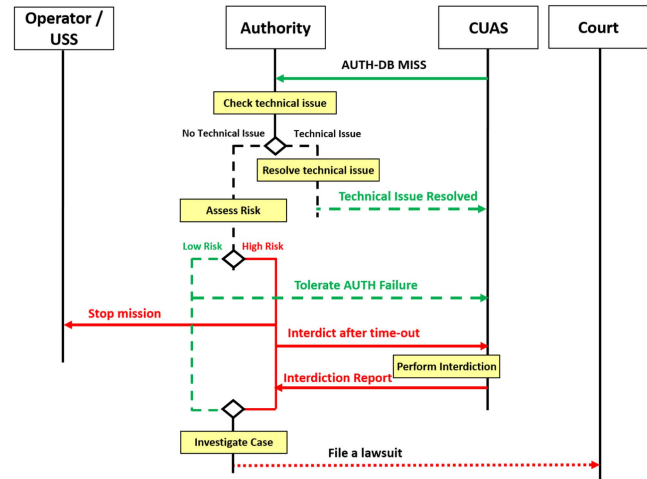 Operator /
USS
Authority
CUAS
Court
AUTH-DB MISS
Check technical issue
No Technical Issue
Technical Issue
Resolve technical issue
Technical Issue Resolved
Assess Risk
Low Risk
High Risk
Tolerate AUTH Failure
Stop mission
Interdict after time-out
Perform Interdiction
Interdiction Report
Investigate Case
File a lawsuit